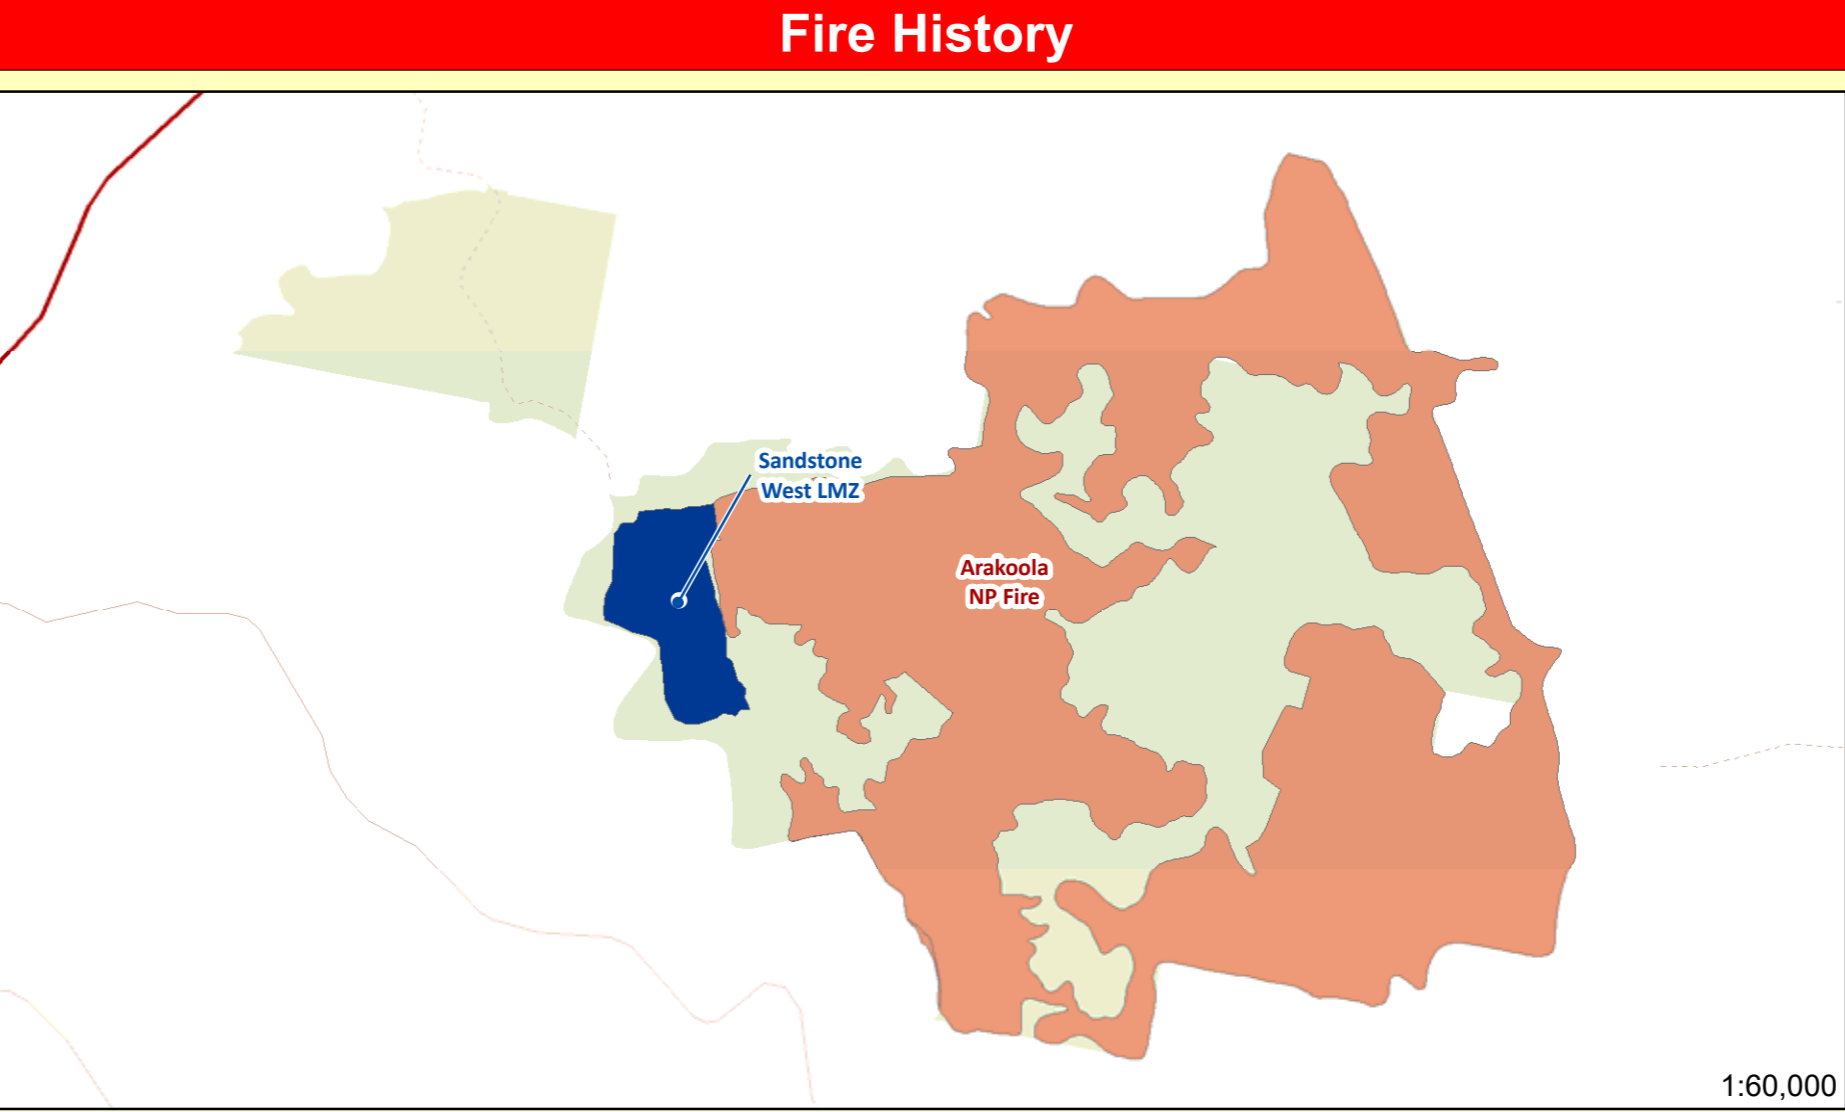 Fire History
Sandstone
West LMZ
Arakoola
NP Fire
1:60,000